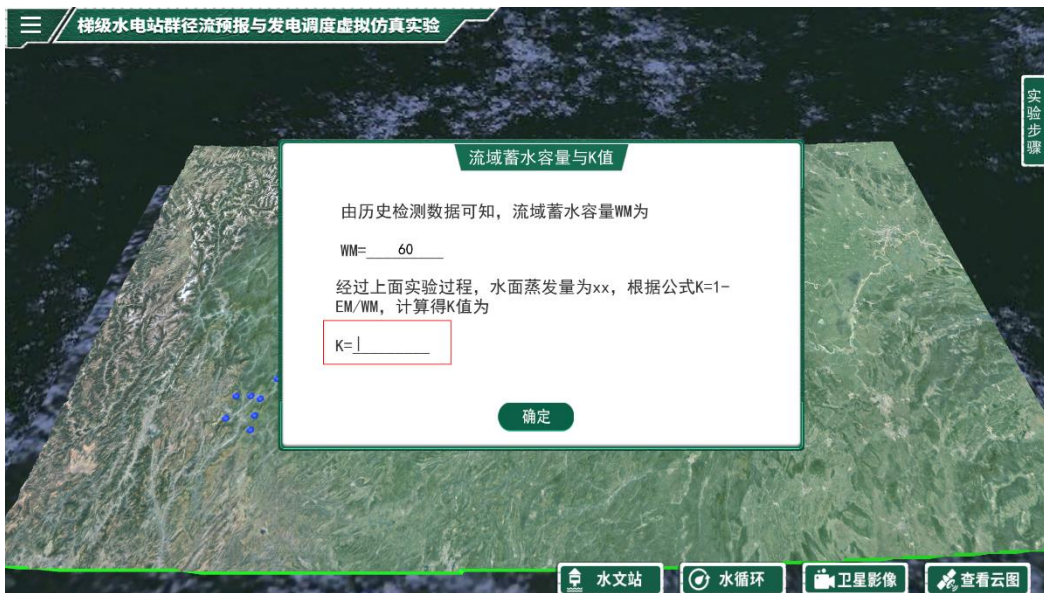 梯级水电站群径流预报与发电调度虚拟仿真实验
实验步骤
流域蓄水容量与K值
由历史检测数据可知，流域蓄水容量WM为
WM=___60___
经过上面实验过程，水面蒸发量为xx，根据公式K=1-
EM/WM，计算得K值为
K=________
确定
水文站
水循环
卫星影像
查看云图